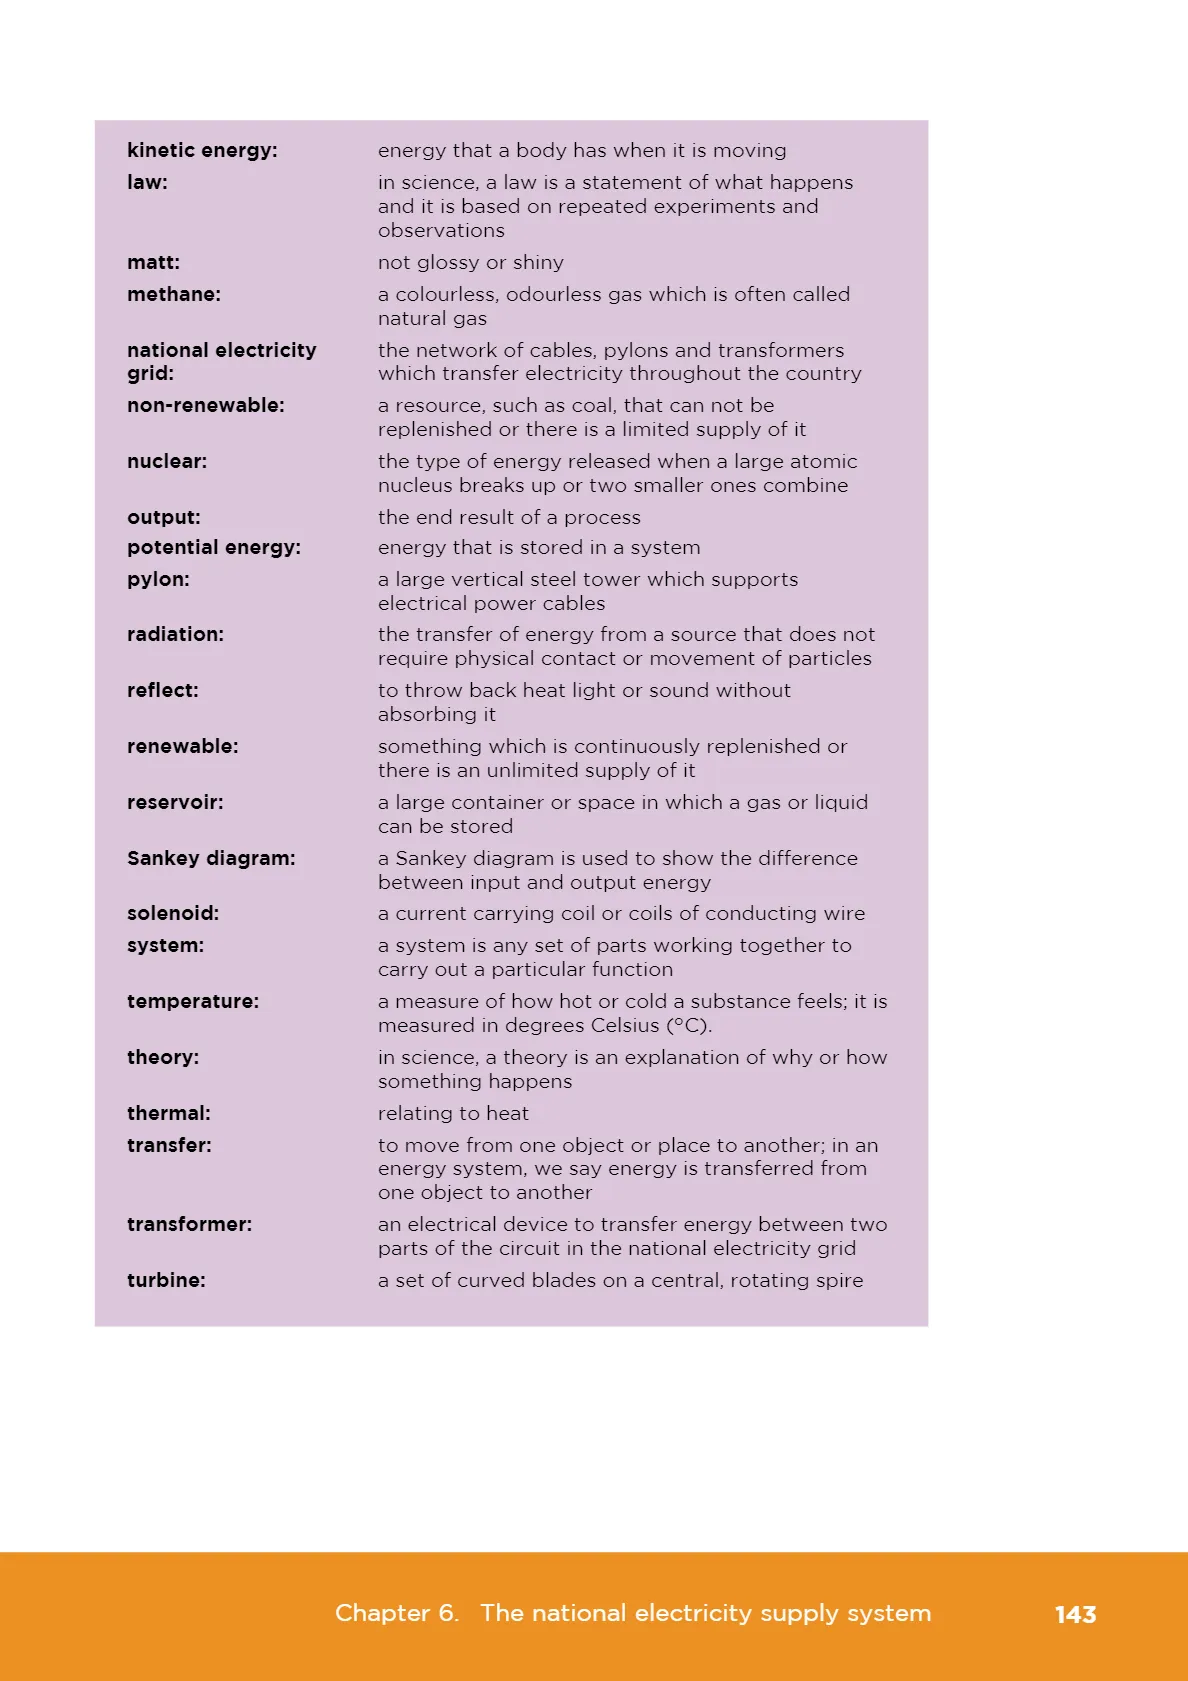 kinetic energy: energy that a body has when it is moving
law: in science, a law is a statement of what happens
and it is based on repeated experiments and
observations
matt: not glossy or shiny
methane: a colourless, odourless gas which is often called
natural gas
national electricity the network of cables, pylons and transformers
grid: which transfer electricity throughout the country
non-renewable: a resource, such as coal, that can not be
replenished or there is a limited supply of it
nuclear: the type of energy released when a large atomic
nucleus breaks up or two smaller ones combine
output: the end result of a process
potential energy: energy that is stored in a system
pylon: a large vertical steel tower which supports
electrical power cables
radiation: the transfer of energy from a source that does not
require physical contact or movement of particles
reflect: to throw back heat light or sound without
absorbing it
renewable: something which is continuously replenished or
there is an unlimited supply of it
reservoir: a large container or space in which a gas or liquid
can be stored
Sankey diagram: a Sankey diagram is used to show the difference
between input and output energy
solenoid: a current carrying coil or coils of conducting wire
system: a system is any set of parts working together to
carry out a particular function
temperature: a measure of how hot or cold a substance feels; it is
measured in degrees Celsius (°C).
theory: in science, a theory is an explanation of why or how
something happens
thermal: relating to heat
transfer: to move from one object or place to another; in an
energy system, we say energy is transferred from
one object to another
transformer: an electrical device to transfer energy between two
parts of the circuit in the national electricity grid
turbine: a set of curved blades on a central, rotating spire
Chapter 6. The national electricity supply system 143